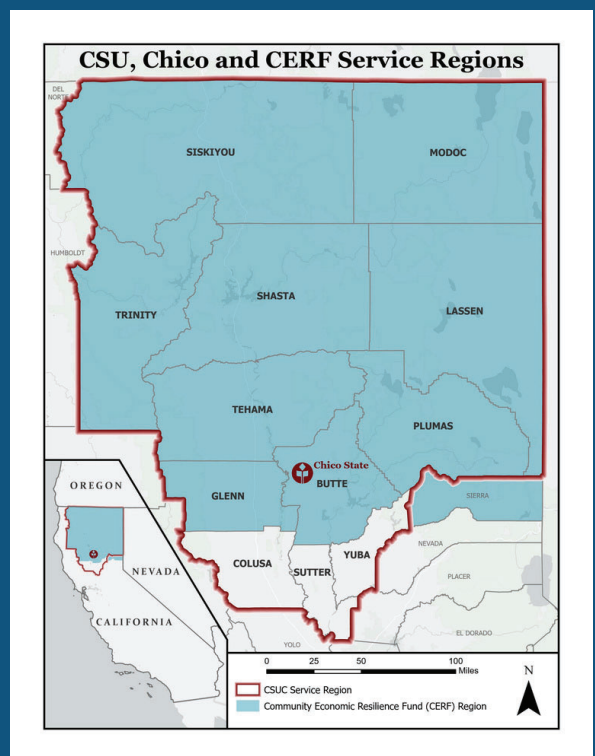 CSU, Chico and CERF Service Regions
DEL
NORTE
SISKIYOU
MODOC
HUMBOLDT
TRINITY
SHASTA
LASSEN
TEHAMA
PLUMAS
Chico State
BUTTE
GLENN
SIERRA
OREGON
NEVADA
CALIFORNIA
COLUSA
SUTTER
YUBA
NEVADA
PLACER
EL DORADO
YOLO
0 25 50 100
Miles
N
CSUC Service Region
Community Economic Resilience Fund (CERF) Region